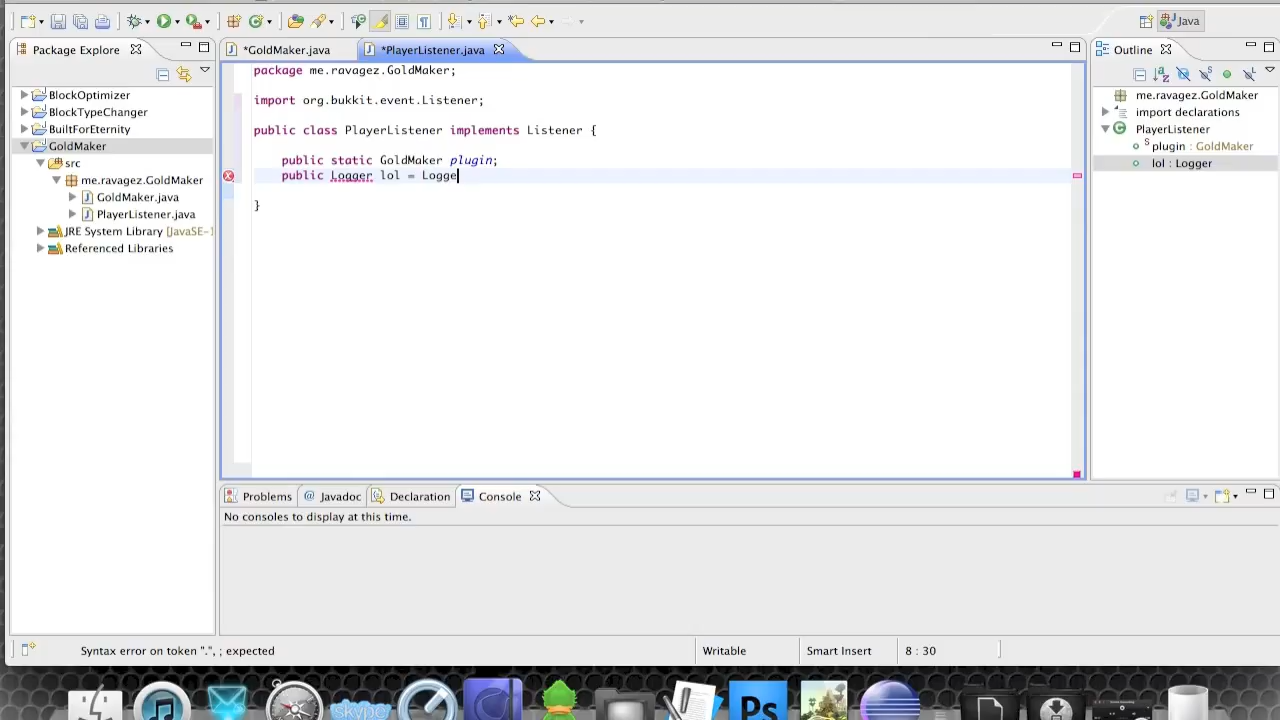 Java
Package Explore
*GoldMaker.java
*PlayerListener.java
Outline
BlockOptimizer
BlockTypeChanger
BuiltForEternity
GoldMaker
src
me.ravagez.GoldMaker
GoldMaker.java
PlayerListener.java
JRE System Library [JavaSE-1
Referenced Libraries
package me.ravagez.GoldMaker;
import org.bukkit.event.Listener;
public class PlayerListener implements Listener {
public static GoldMaker plugin;
public Logger lol = Logge
}
me.ravagez.GoldMaker
import declarations
PlayerListener
plugin : GoldMaker
lol : Logger
Problems
@ Javadoc
Declaration
Console
No consoles to display at this time.
Syntax error on token ".", ; expected
Writable
Smart Insert
8 : 30
skype
Ps